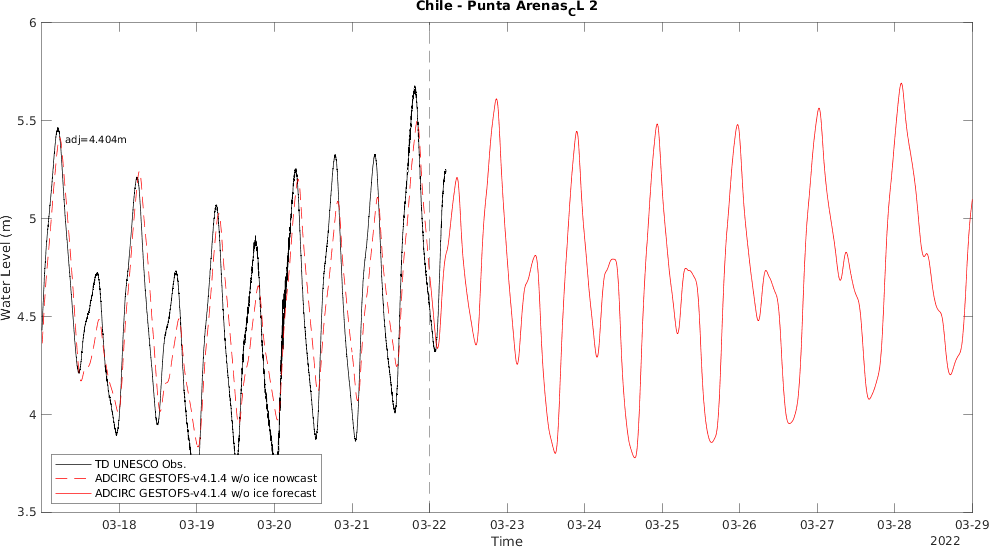 Chile - Punta Arenas_CL 2
6
5.5
5
4.5
4
3.5
Water Level (m)
adj=4.404m
TD UNESCO Obs.
ADCIRC GESTOFS-v4.1.4 w/o ice nowcast
ADCIRC GESTOFS-v4.1.4 w/o ice forecast
03-18 03-19 03-20 03-21 03-22 03-23 03-24 03-25 03-26 03-27 03-28 03-29
Time
2022